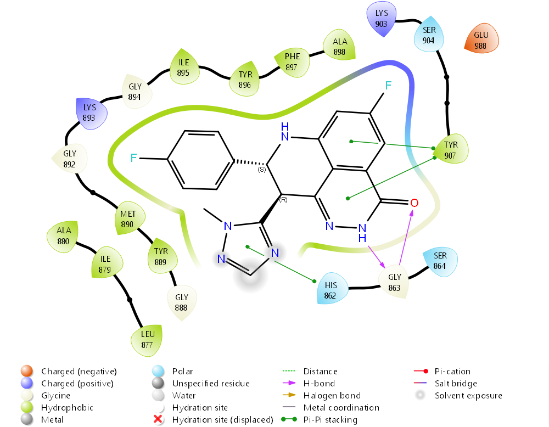 LYS
903
SER
904
GLU
988
ALA
898
PHE
897
TYR
896
ILE
895
GLY
894
LYS
893
GLY
892
MET
890
TYR
889
GLY
888
ALA
880
ILE
879
LEU
877
TYR
907
SER
864
GLY
863
HIS
862
F
H
N
F
(S)
(R)
N
N
H
O
N
N
N
Charged (negative)
Charged (positive)
Glycine
Hydrophobic
Metal
Polar
Unspecified residue
Water
Hydration site
Hydration site (displaced)
Distance
H-bond
Halogen bond
Metal coordination
Pi-Pi stacking
Pi-cation
Salt bridge
Solvent exposure